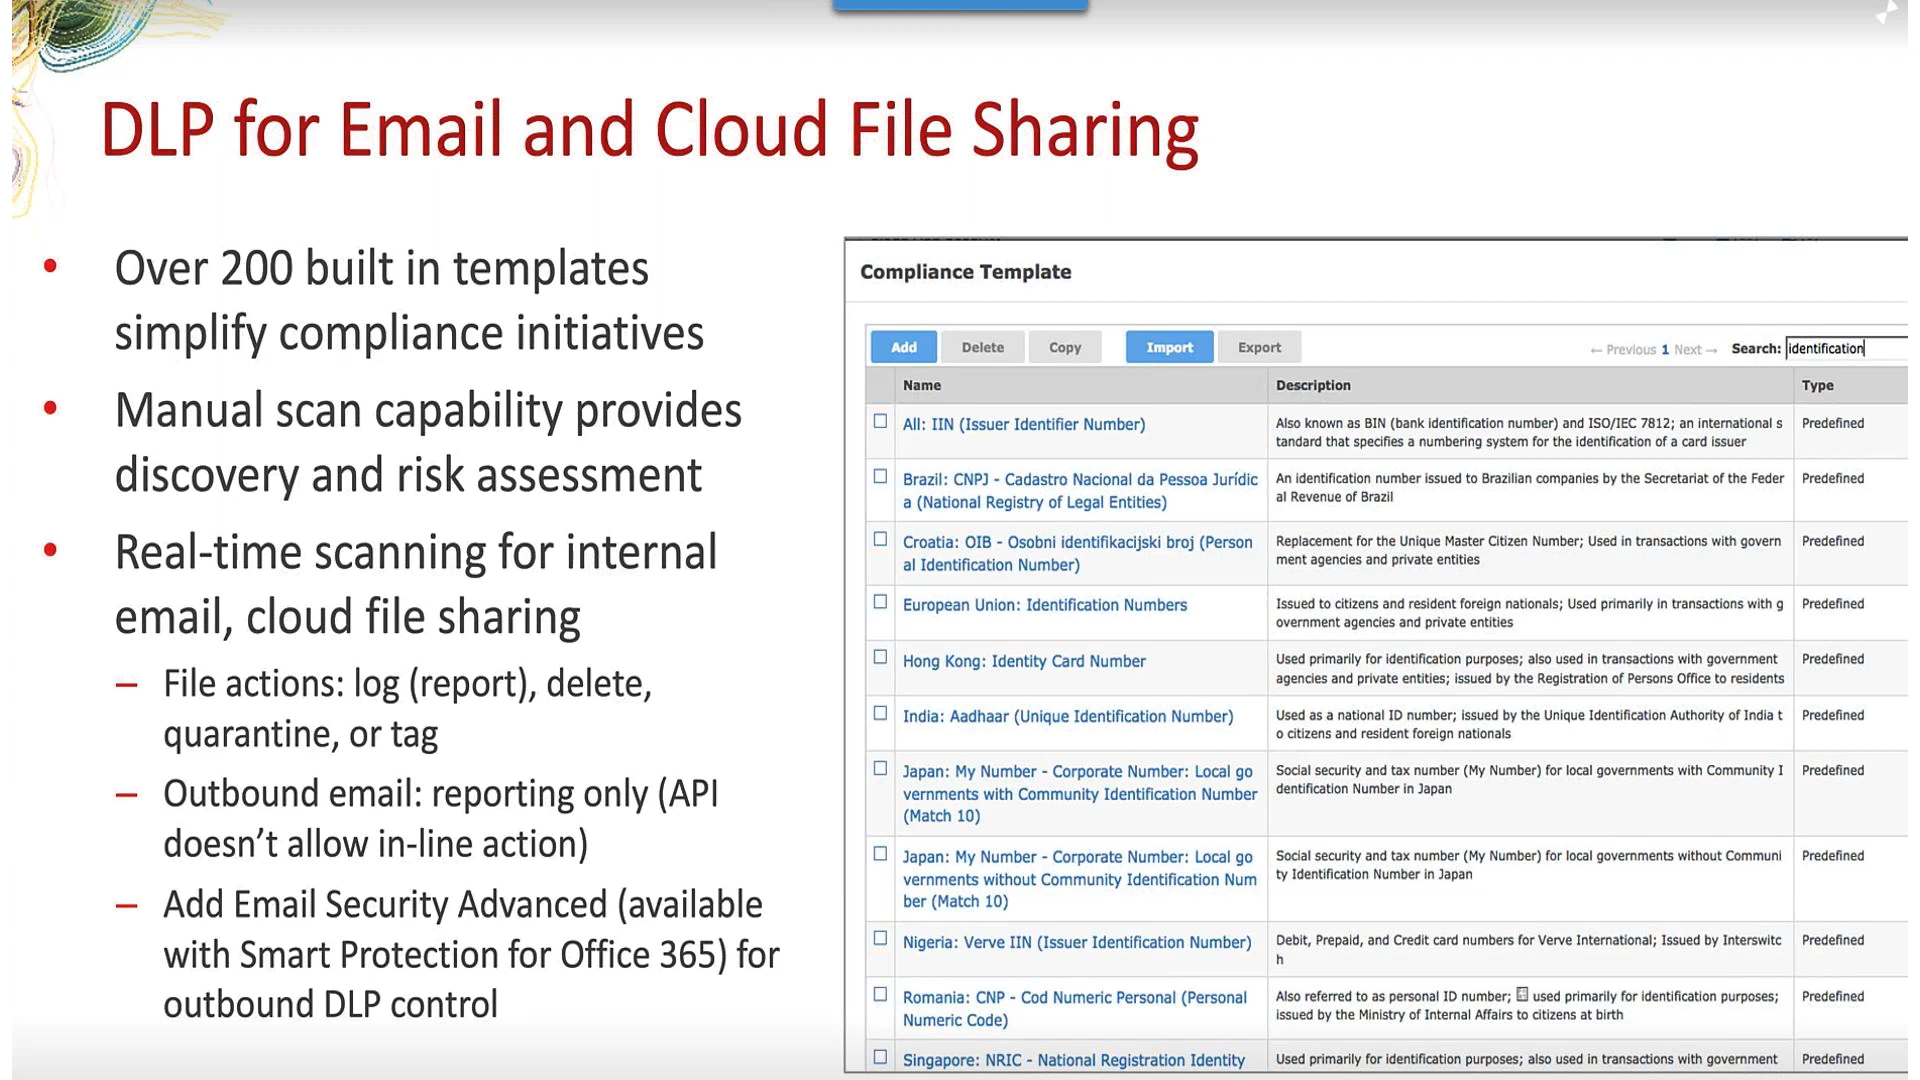 DLP for Email and Cloud File Sharing
• Over 200 built in templates
simplify compliance initiatives
• Manual scan capability provides
discovery and risk assessment
• Real-time scanning for internal
email, cloud file sharing
– File actions: log (report), delete,
quarantine, or tag
– Outbound email: reporting only (API
doesn’t allow in-line action)
– Add Email Security Advanced (available
with Smart Protection for Office 365) for
outbound DLP control
Compliance Template
Add Delete Copy Import Export ← Previous 1 Next → Search: identification
Name Description Type
All: IIN (Issuer Identifier Number)
Also known as BIN (bank identification number) and ISO/IEC 7812; an international s
tandard that specifies a numbering system for the identification of a card issuer
Predefined
Brazil: CNPJ - Cadastro Nacional da Pessoa Jurídic
a (National Registry of Legal Entities)
An identification number issued to Brazilian companies by the Secretariat of the Feder
al Revenue of Brazil
Predefined
Croatia: OIB - Osobni identifikacijski broj (Person
al Identification Number)
Replacement for the Unique Master Citizen Number; Used in transactions with govern
ment agencies and private entities
Predefined
European Union: Identification Numbers
Issued to citizens and resident foreign nationals; Used primarily in transactions with g
overnment agencies and private entities
Predefined
Hong Kong: Identity Card Number
Used primarily for identification purposes; also used in transactions with government
agencies and private entities; issued by the Registration of Persons Office to residents
Predefined
India: Aadhaar (Unique Identification Number)
Used as a national ID number; issued by the Unique Identification Authority of India t
o citizens and resident foreign nationals
Predefined
Japan: My Number - Corporate Number: Local go
vernments with Community Identification Number
(Match 10)
Social security and tax number (My Number) for local governments with Community I
dentification Number in Japan
Predefined
Japan: My Number - Corporate Number: Local go
vernments without Community Identification Num
ber (Match 10)
Social security and tax number (My Number) for local governments without Communi
ty Identification Number in Japan
Predefined
Nigeria: Verve IIN (Issuer Identification Number)
Debit, Prepaid, and Credit card numbers for Verve International; Issued by Interswitc
h
Predefined
Romania: CNP - Cod Numeric Personal (Personal
Numeric Code)
Also referred to as personal ID number; used primarily for identification purposes;
issued by the Ministry of Internal Affairs to citizens at birth
Predefined
Singapore: NRIC - National Registration Identity
Used primarily for identification purposes; also used in transactions with government
Predefined